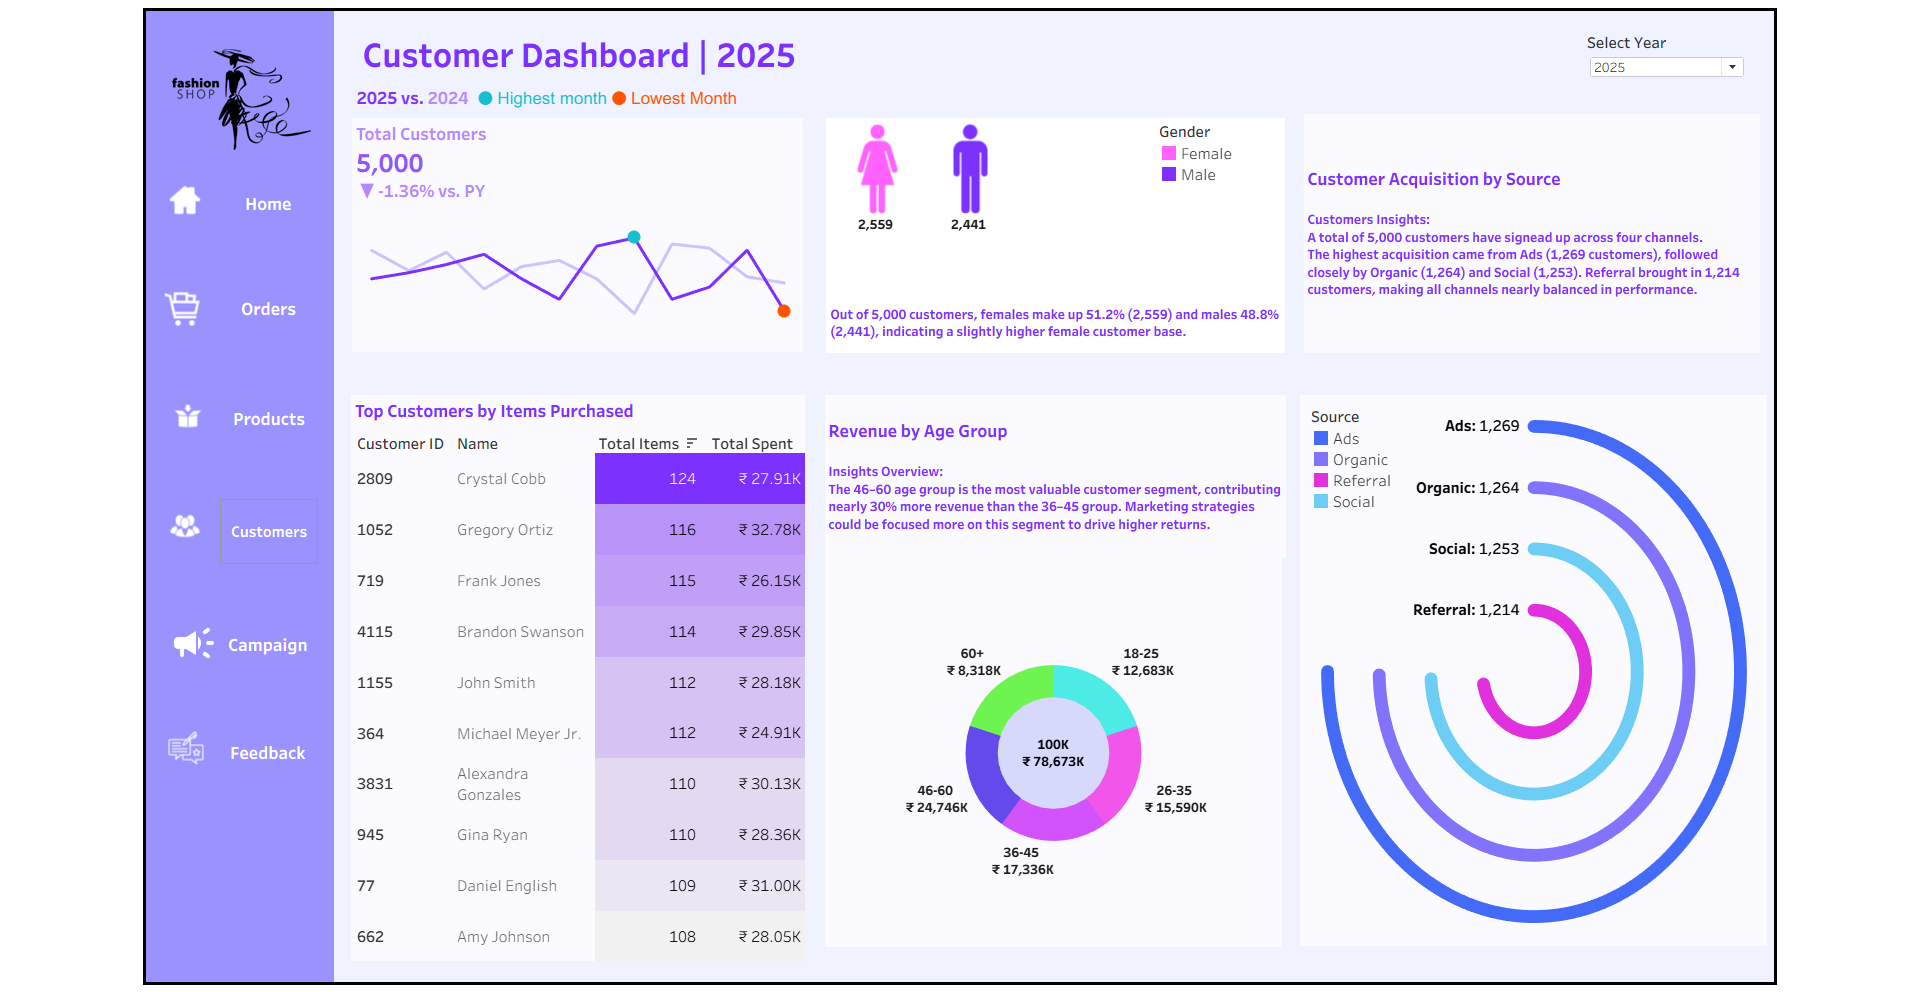 fashion
SHOP
Home
Orders
Products
Customers
Campaign
Feedback
Customer Dashboard | 2025
Select Year
2025
2025 vs. 2024 Highest month Lowest Month
Total Customers
5,000
▼ -1.36% vs. PY
2,559
2,441
Gender
Female
Male
Out of 5,000 customers, females make up 51.2% (2,559) and males 48.8%
(2,441), indicating a slightly higher female customer base.
Customer Acquisition by Source
Customers Insights:
A total of 5,000 customers have signead up across four channels.
The highest acquisition came from Ads (1,269 customers), followed
closely by Organic (1,264) and Social (1,253). Referral brought in 1,214
customers, making all channels nearly balanced in performance.
Top Customers by Items Purchased
Customer ID Name Total Items Total Spent
2809 Crystal Cobb 124 ₹ 27.91K
1052 Gregory Ortiz 116 ₹ 32.78K
719 Frank Jones 115 ₹ 26.15K
4115 Brandon Swanson 114 ₹ 29.85K
1155 John Smith 112 ₹ 28.18K
364 Michael Meyer Jr. 112 ₹ 24.91K
3831 Alexandra Gonzales 110 ₹ 30.13K
945 Gina Ryan 110 ₹ 28.36K
77 Daniel English 109 ₹ 31.00K
662 Amy Johnson 108 ₹ 28.05K
Revenue by Age Group
Insights Overview:
The 46–60 age group is the most valuable customer segment, contributing
nearly 30% more revenue than the 36–45 group. Marketing strategies
could be focused more on this segment to drive higher returns.
60+
₹ 8,318K
18-25
₹ 12,683K
100K
₹ 78,673K
46-60
₹ 24,746K
26-35
₹ 15,590K
36-45
₹ 17,336K
Source
Ads
Organic
Referral
Social
Ads: 1,269
Organic: 1,264
Social: 1,253
Referral: 1,214